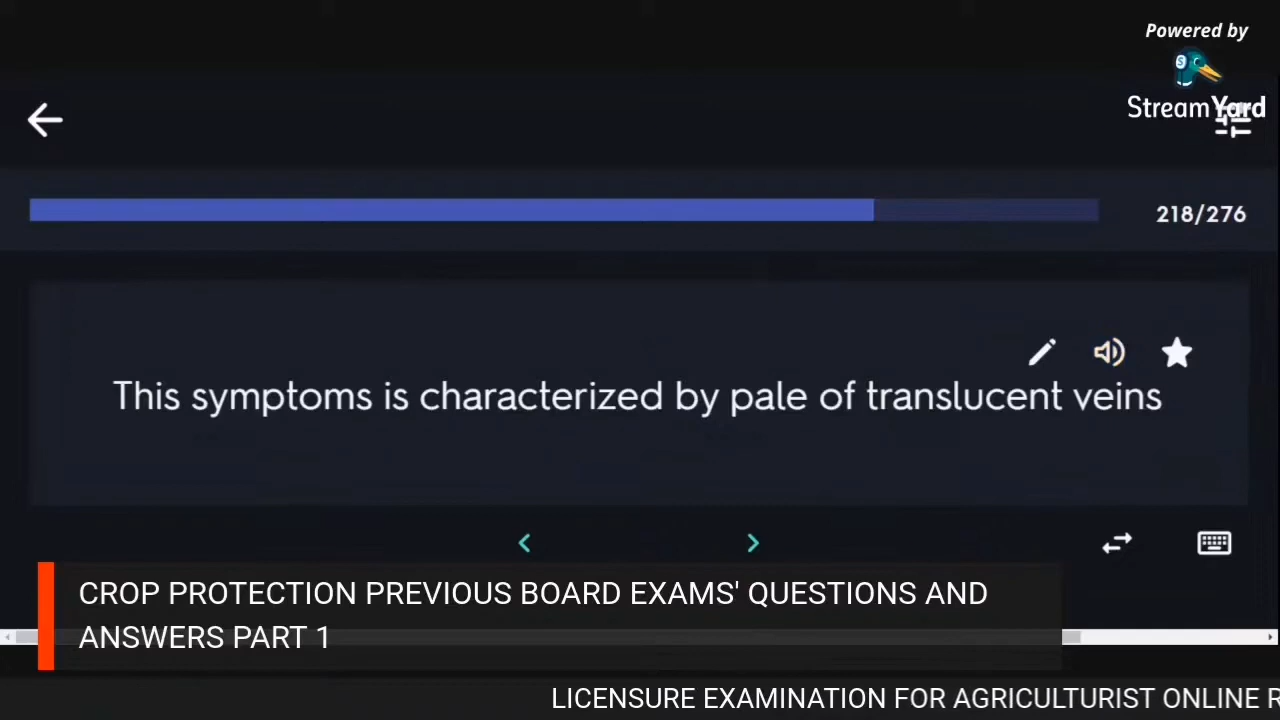 Powered by
StreamYard
218/276
This symptoms is characterized by pale of translucent veins
CROP PROTECTION PREVIOUS BOARD EXAMS' QUESTIONS AND
ANSWERS PART 1
LICENSURE EXAMINATION FOR AGRICULTURIST ONLINE